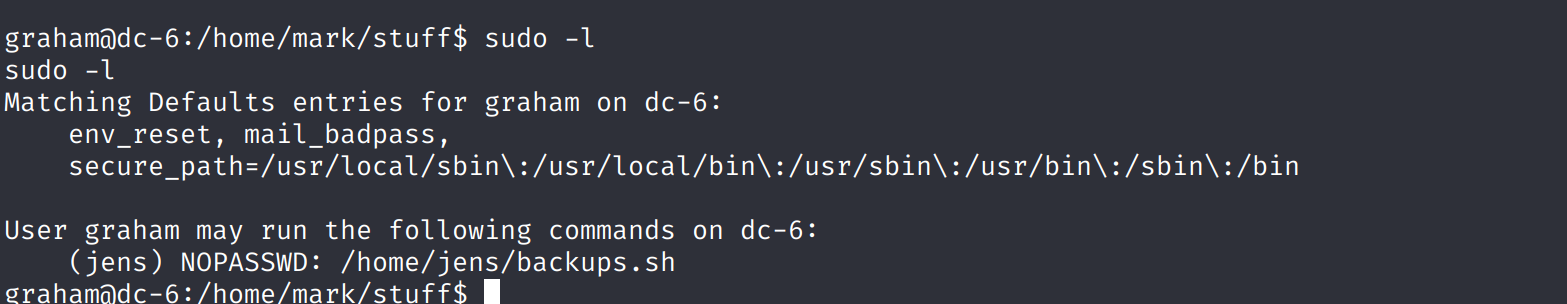 graham@dc-6:/home/mark/stuff$ sudo -l
sudo -l
Matching Defaults entries for graham on dc-6:
    env_reset, mail_badpass,
    secure_path=/usr/local/sbin\:/usr/local/bin\:/usr/sbin\:/usr/bin\:/sbin\:/bin

User graham may run the following commands on dc-6:
    (jens) NOPASSWD: /home/jens/backups.sh
graham@dc-6:/home/mark/stuff$